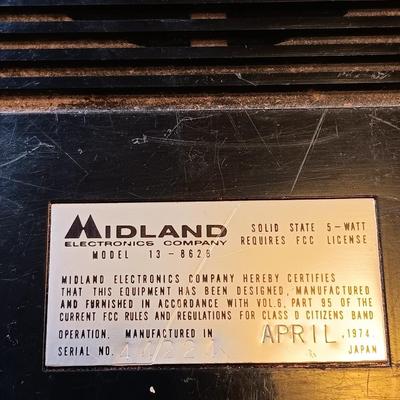 MIDLAND SOLID STATE 5-WATT
ELECTRONICS COMPANY REQUIRES FCC LICENSE
MODEL 13-862B
MIDLAND ELECTRONICS COMPANY HEREBY CERTIFIES
THAT THIS EQUIPMENT HAS BEEN DESIGNED, MANUFACTURED
AND FURNISHED IN ACCORDANCE WITH VOL.6, PART 95 OF THE
CURRENT FCC RULES AND REGULATIONS FOR CLASS D CITIZENS BAND
OPERATION. MANUFACTURED IN APRIL, 1974.
SERIAL NO. JAPAN